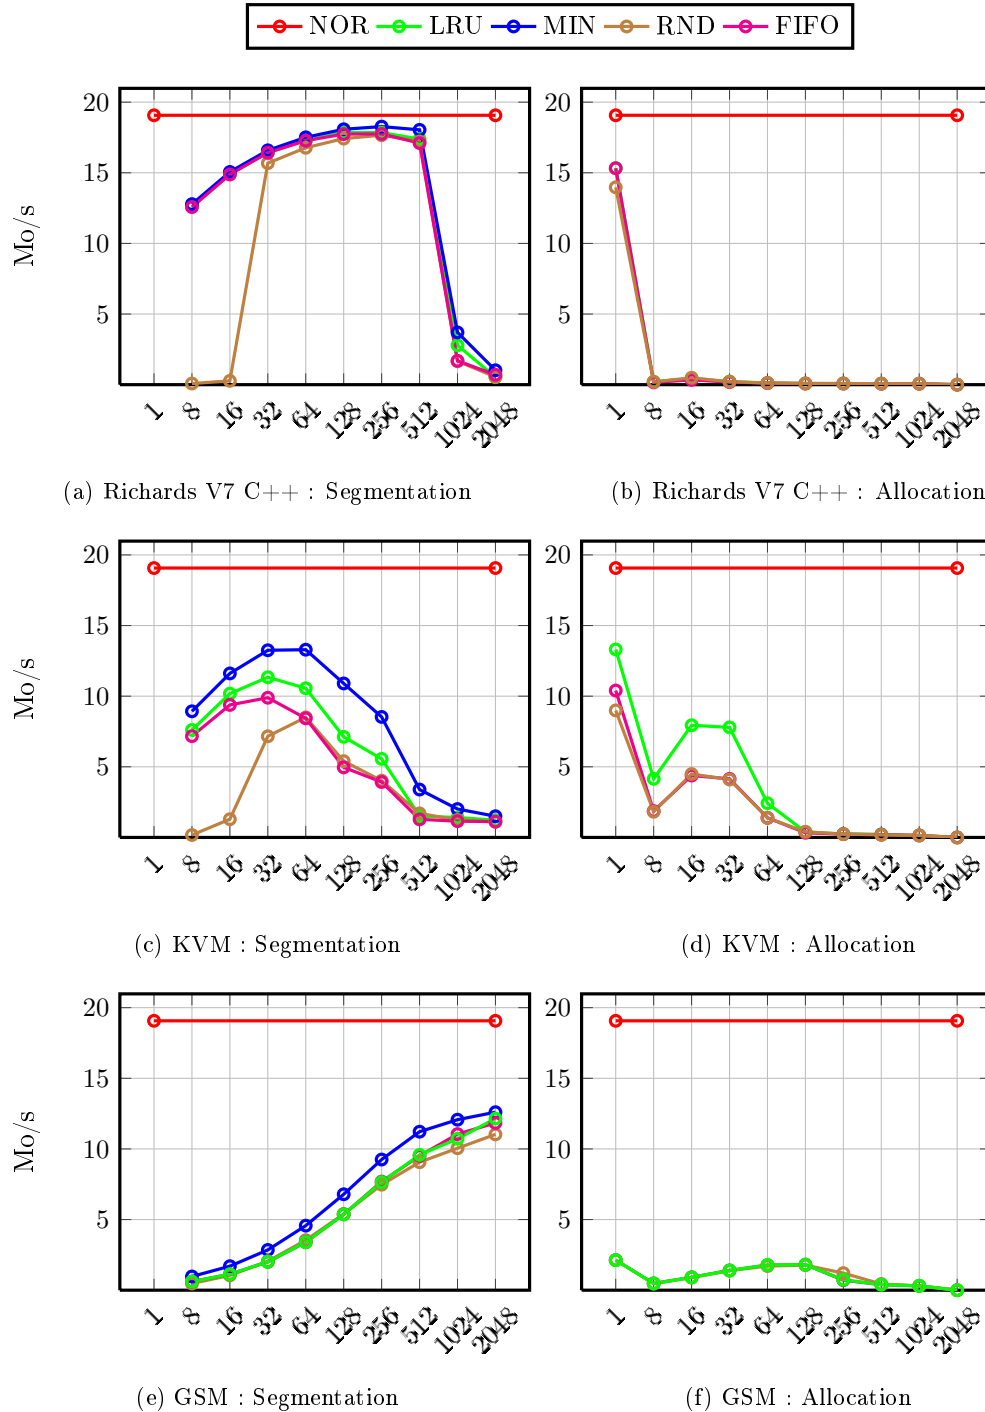 NOR LRU MIN RND FIFO
20
15
10
5
Mo/s
1 8 16 32 64 128 256 512 1024 2048
(a) Richards V7 C++ : Segmentation
20
15
10
5
1 8 16 32 64 128 256 512 1024 2048
(b) Richards V7 C++ : Allocation
20
15
10
5
Mo/s
1 8 16 32 64 128 256 512 1024 2048
(c) KVM : Segmentation
20
15
10
5
1 8 16 32 64 128 256 512 1024 2048
(d) KVM : Allocation
20
15
10
5
Mo/s
1 8 16 32 64 128 256 512 1024 2048
(e) GSM : Segmentation
20
15
10
5
1 8 16 32 64 128 256 512 1024 2048
(f) GSM : Allocation